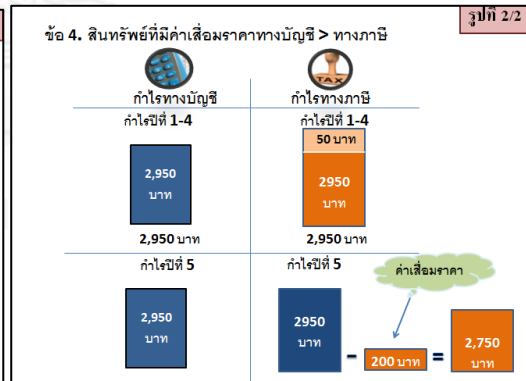 รูปที่ 2/2
ข้อ 4. สินทรัพย์ที่มีค่าเสื่อมราคาทางบัญชี > ทางภาษี
TAX
กำไรทางบัญชี
กำไรทางภาษี
กำไรปีที่ 1-4
กำไรปีที่ 1-4
50 บาท
2,950
บาท
2950
บาท
2,950 บาท
2,950 บาท
กำไรปีที่ 5
กำไรปีที่ 5
ค่าเสื่อมราคา
2,950
บาท
2950
บาท
-
200 บาท
=
2,750
บาท